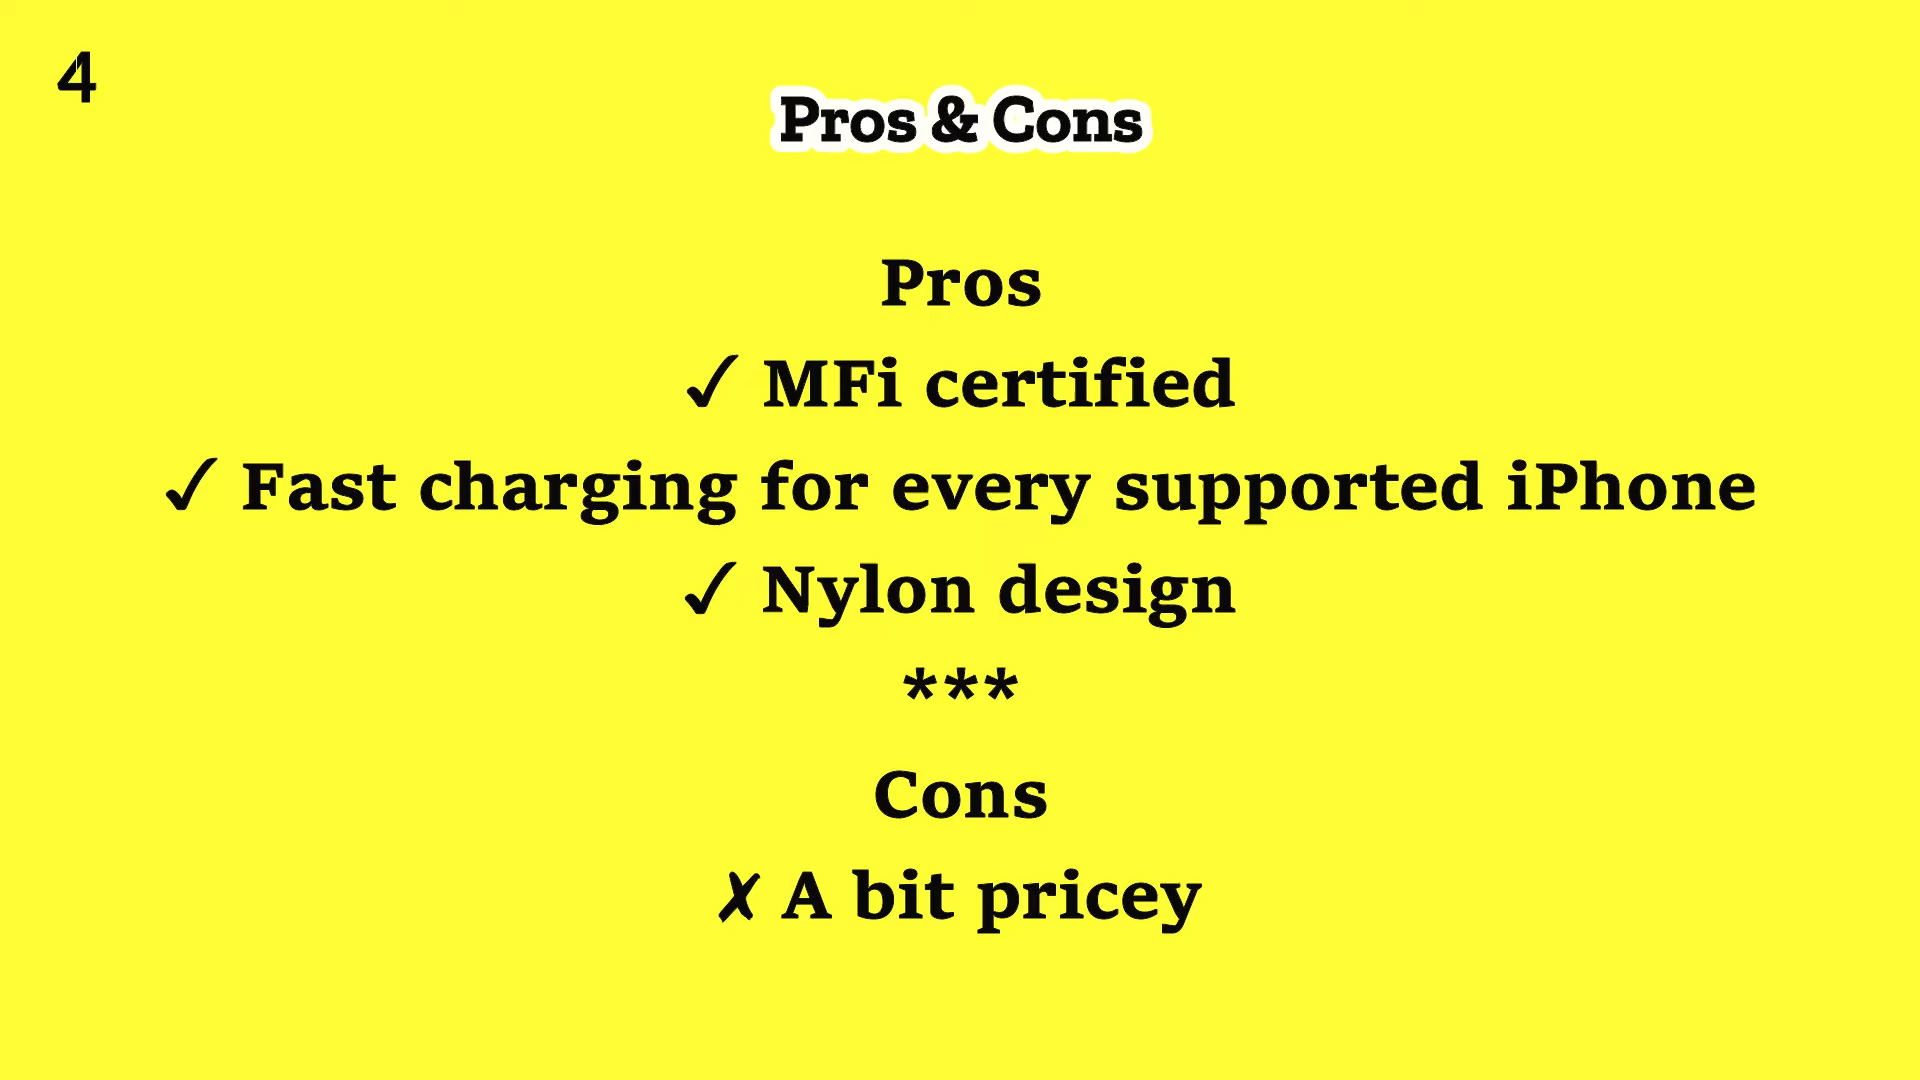 4
Pros & Cons
Pros
✓ MFi certified
✓ Fast charging for every supported iPhone
✓ Nylon design
***
Cons
✗ A bit pricey